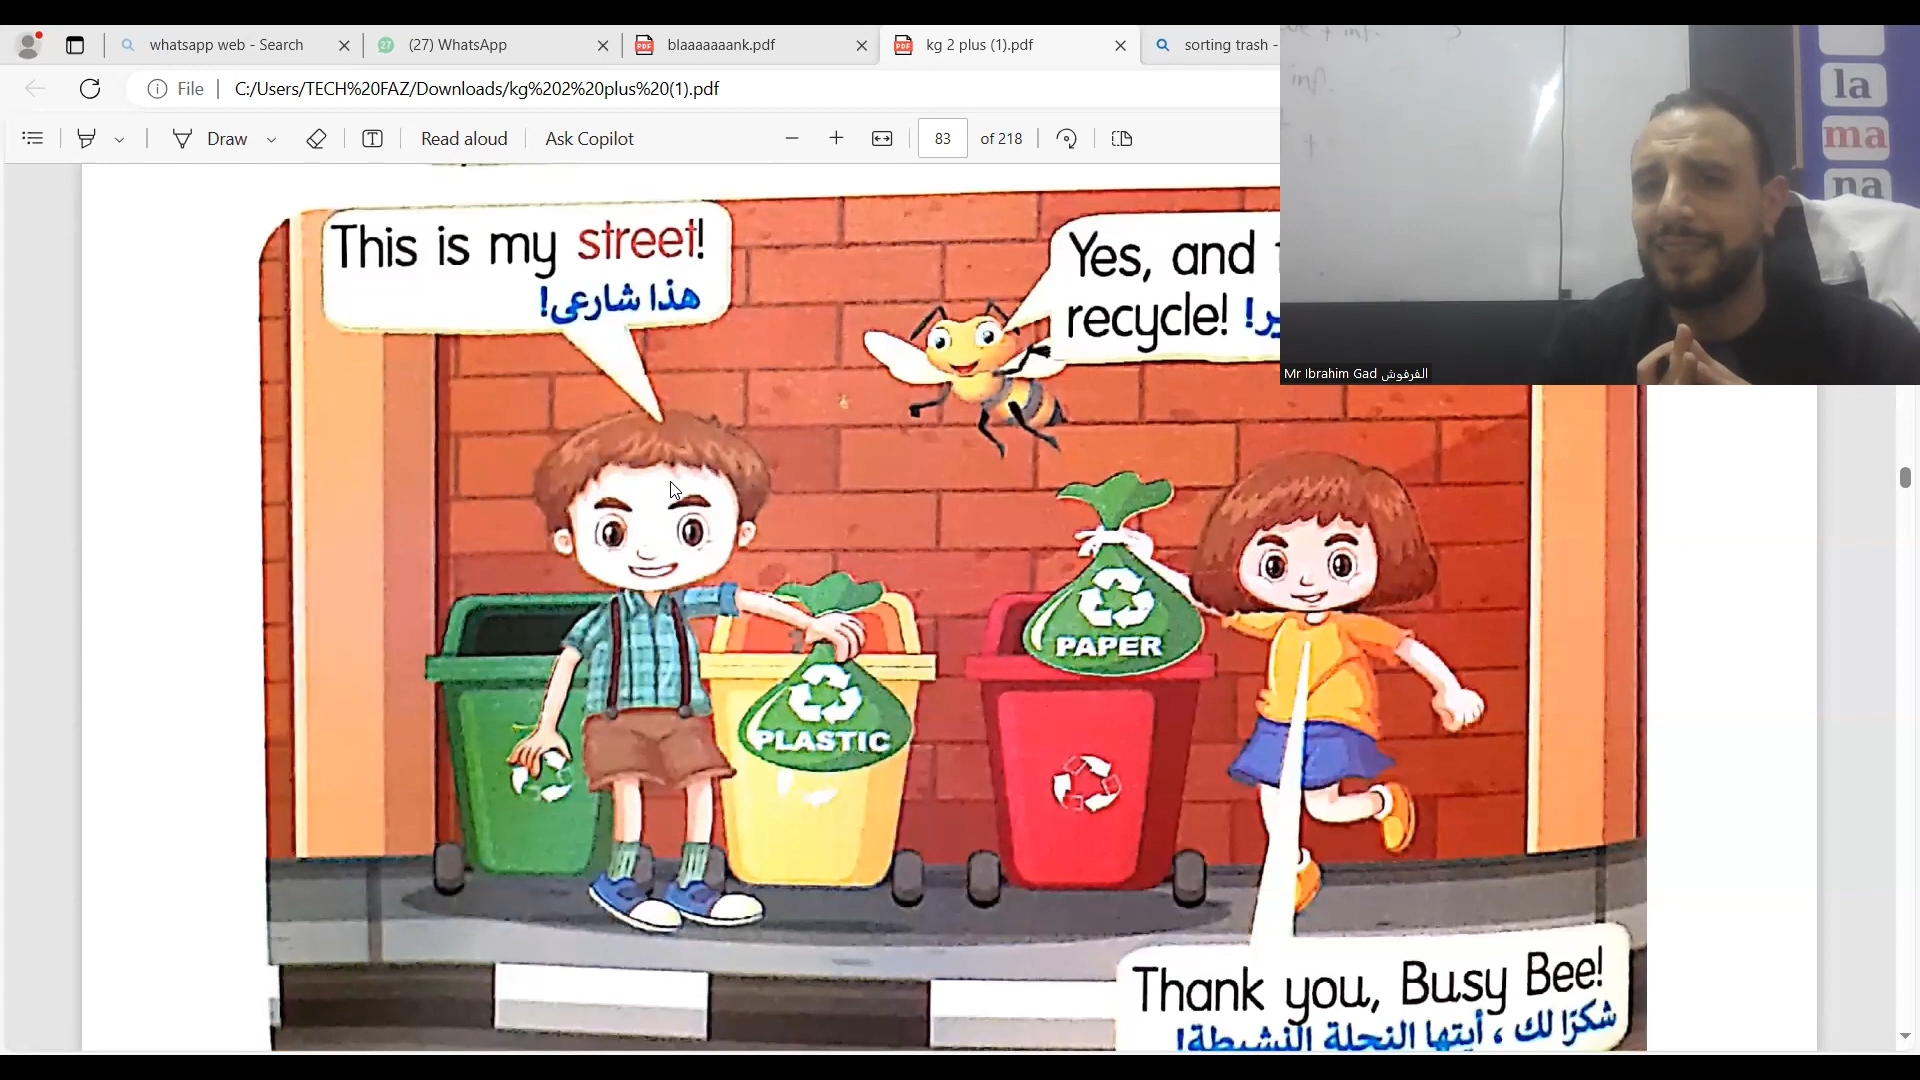 whatsapp web - Search
(27) WhatsApp
blaaaaaaank.pdf
kg 2 plus (1).pdf
sorting trash -
File
C:/Users/TECH%20FAZ/Downloads/kg%202%20plus%20(1).pdf
Draw
Read aloud
Ask Copilot
83
of 218
la
ma
na
Mr Ibrahim Gad الفرفوش
This is my street!
هذا شارعى!
Yes, and
recycle!
PLASTIC
PAPER
Thank you, Busy Bee!
شكرًا لك ، أيتها النحلة النشيطة!